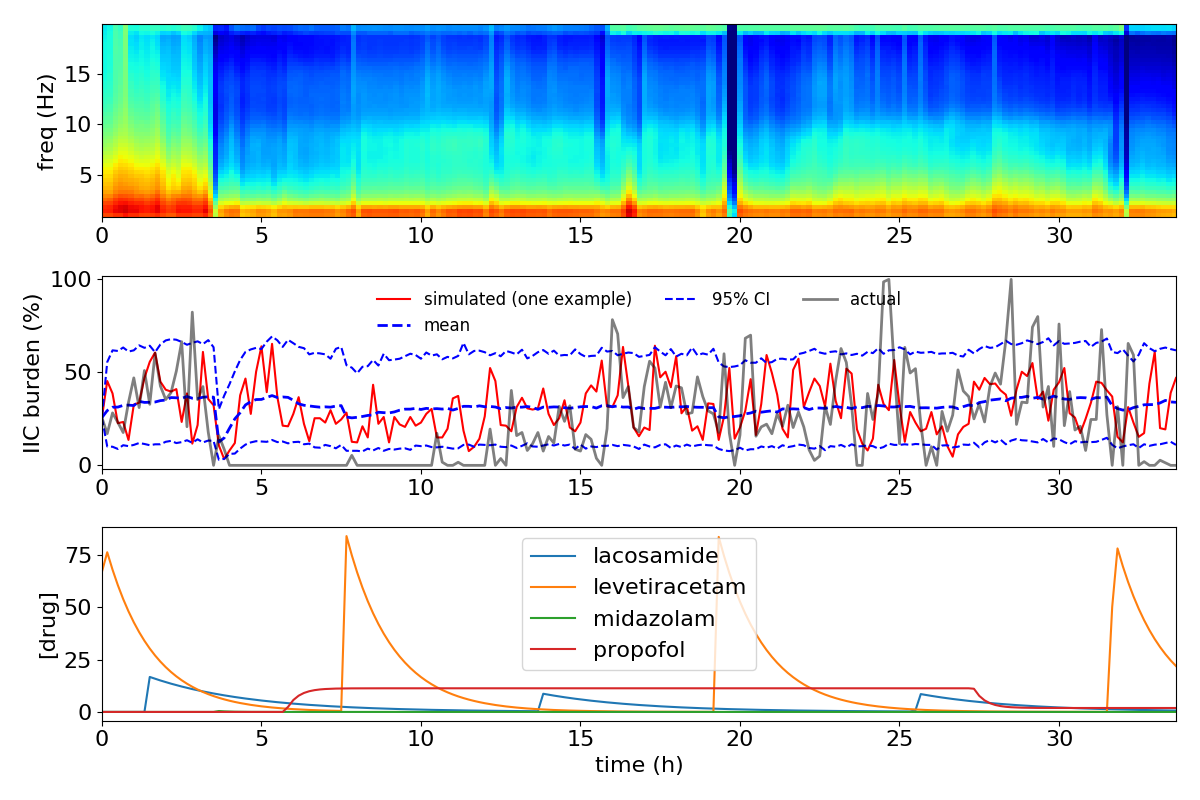 15
10
5
freq (Hz)
0 5 10 15 20 25 30
100
50
0
IIC burden (%)
simulated (one example) 95% CI actual
mean
0 5 10 15 20 25 30
75
50
25
0
[drug]
lacosamide
levetiracetam
midazolam
propofol
0 5 10 15 20 25 30
time (h)